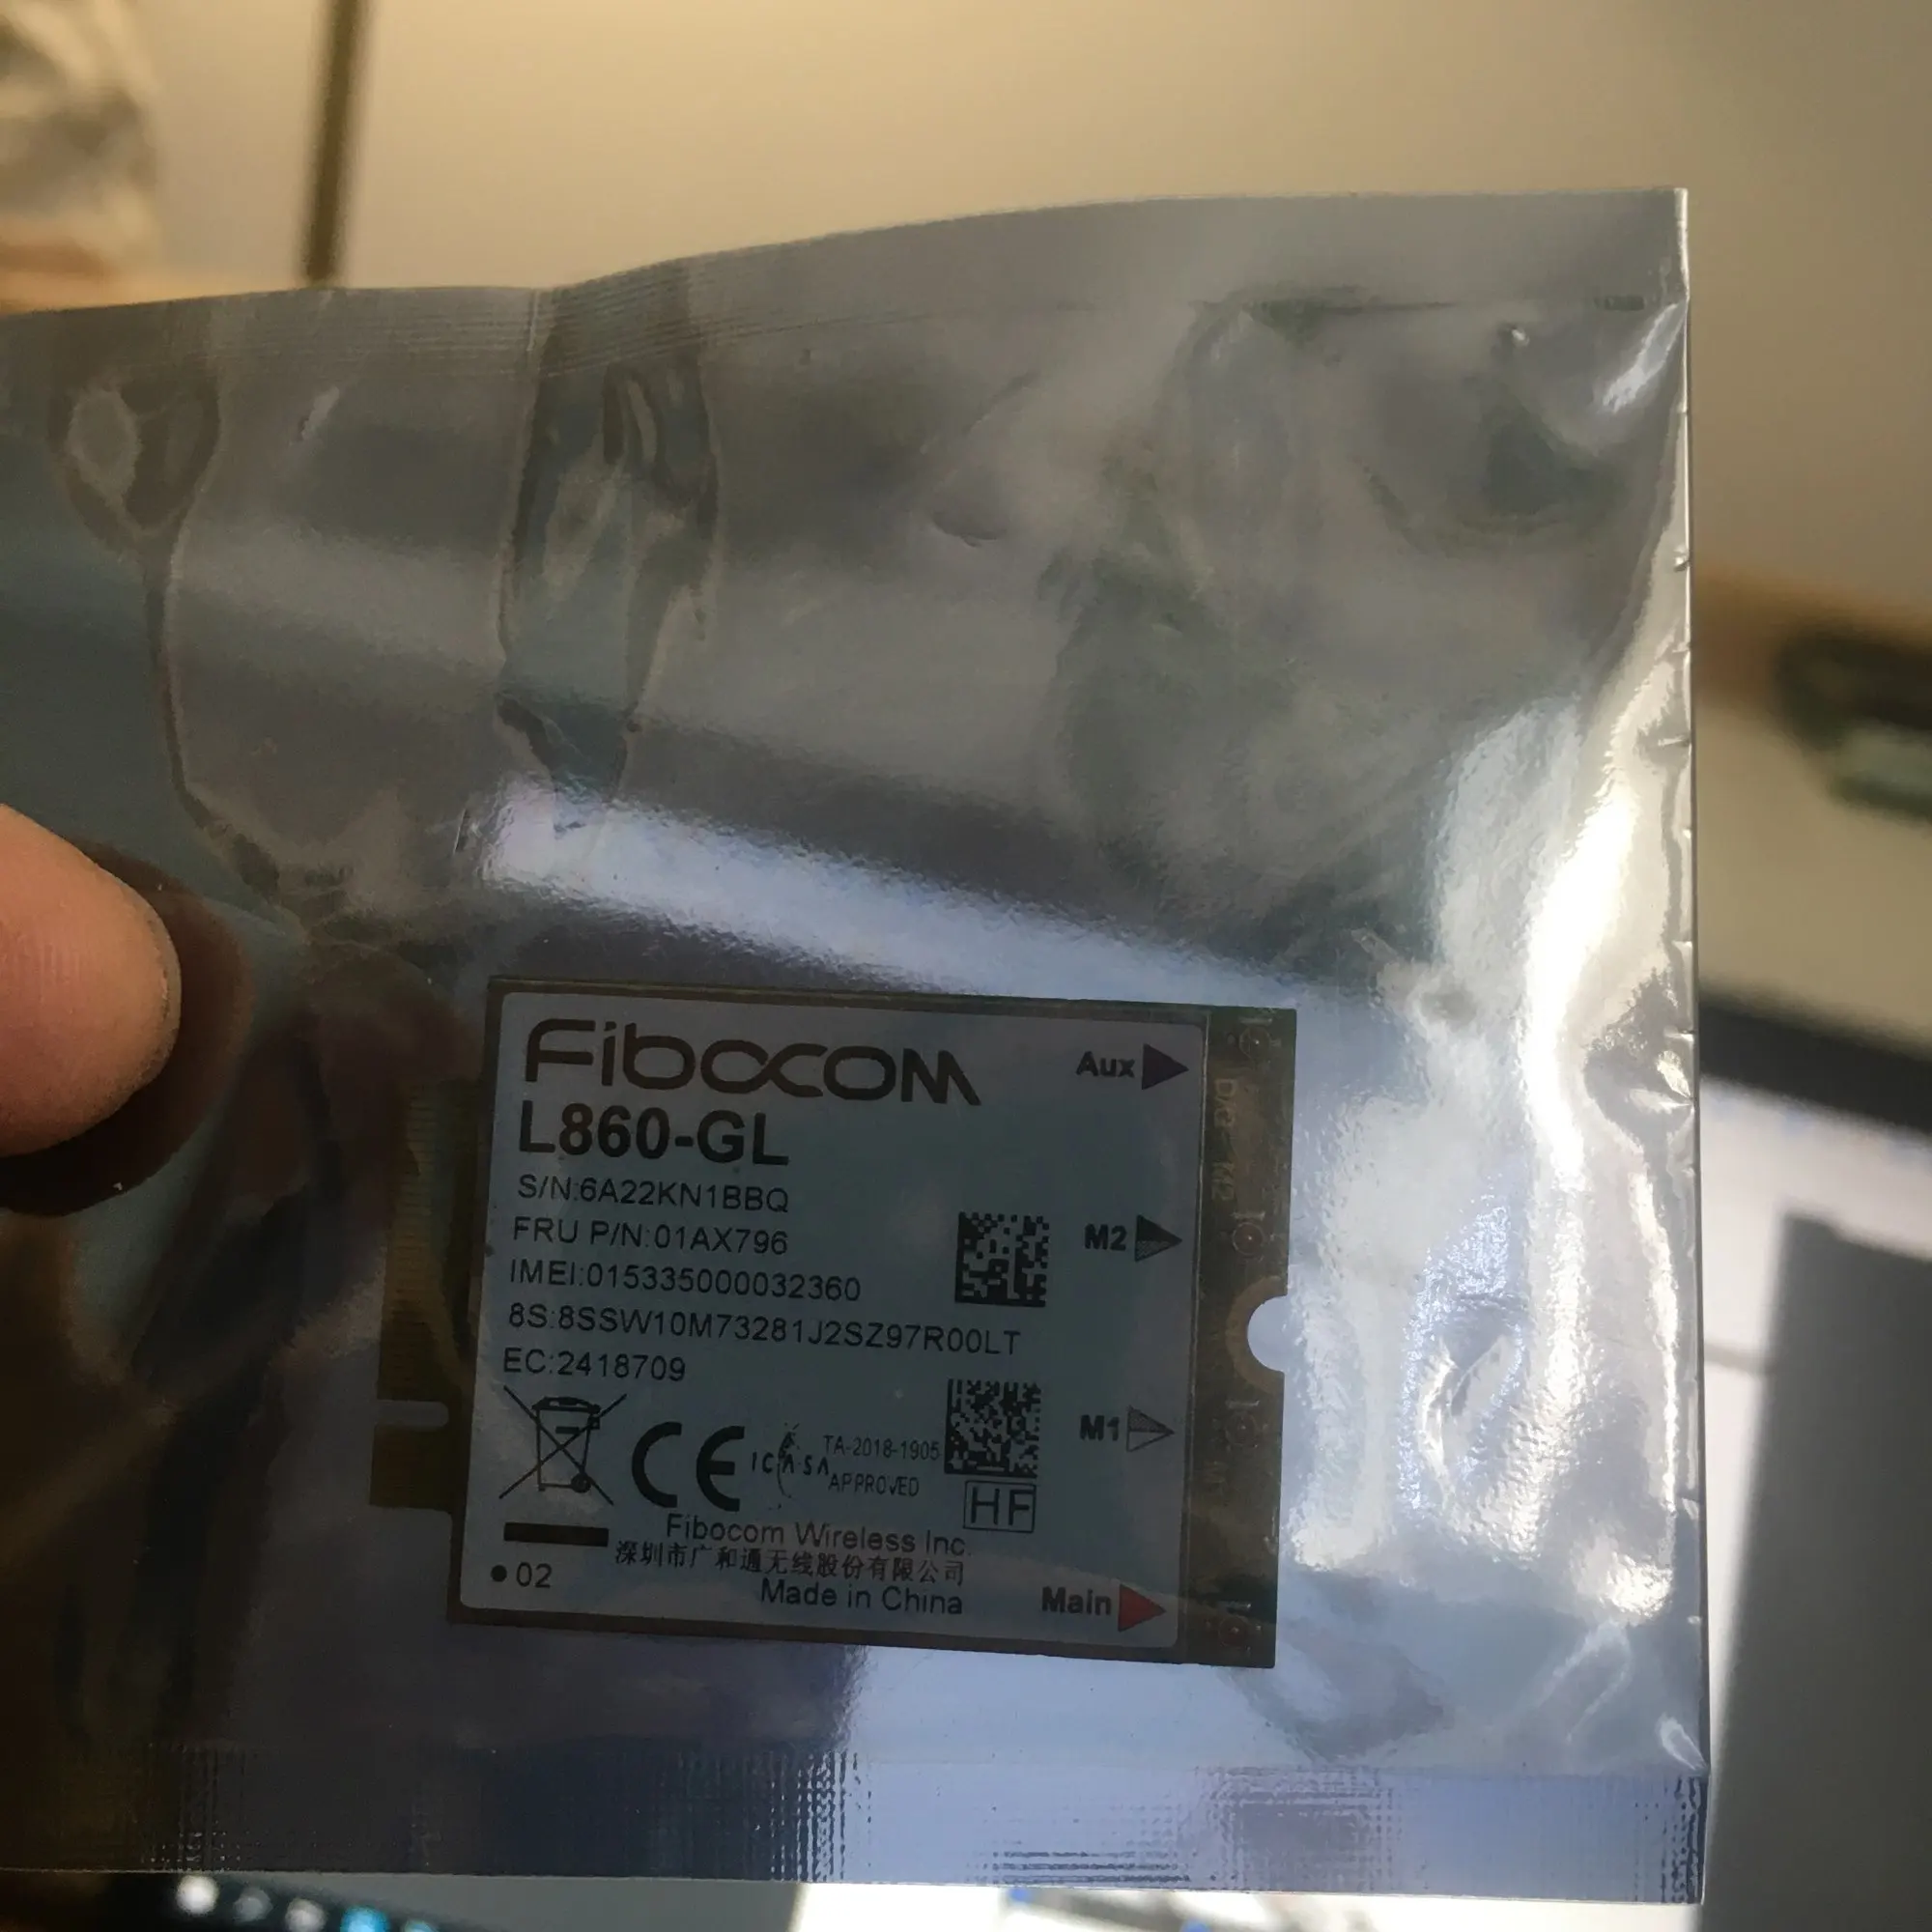 Fibocom
Aux
L860-GL
S/N:6A22KN1BBQ
FRU P/N:01AX796
M2
IMEI:015335000032360
8S:8SSW10M73281J2SZ97R00LT
EC:2418709
M1
CE
ICASA
TA-2018-1905
APPROVED
HF
Fibocom Wireless Inc.
深圳市广和通无线股份有限公司
02
Made in China
Main